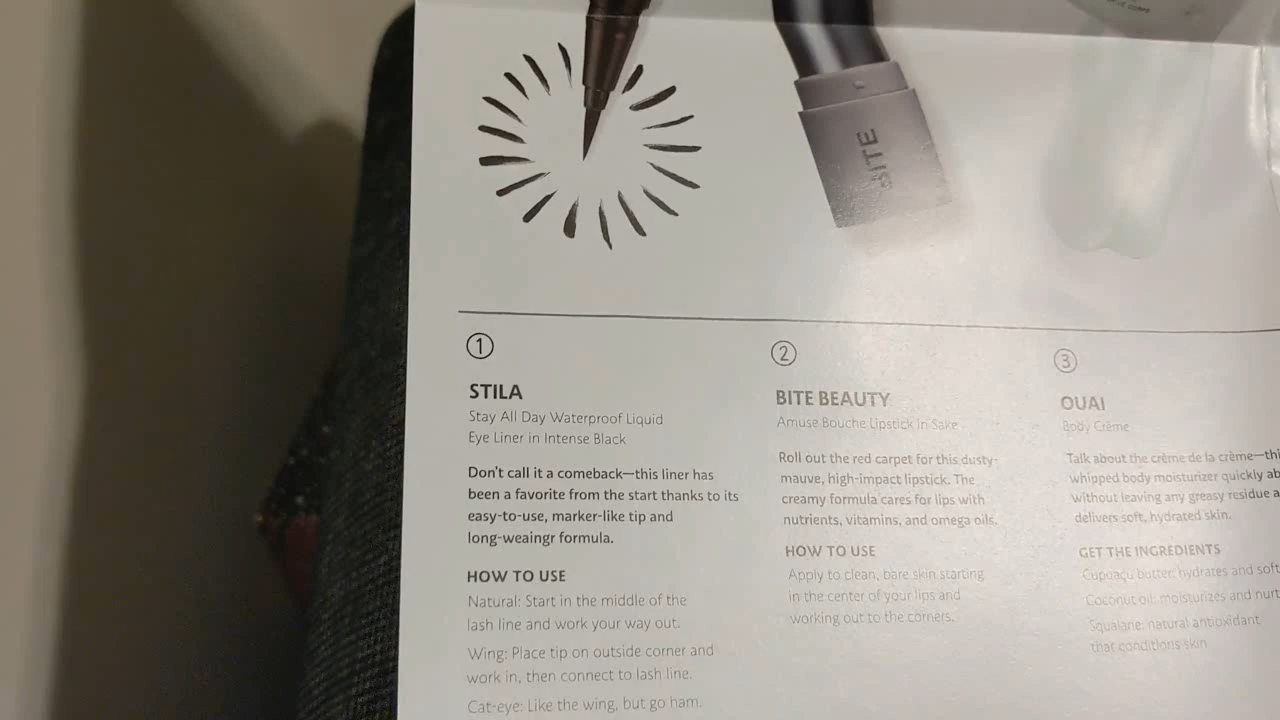 BITE
①
STILA
Stay All Day Waterproof Liquid
Eye Liner in Intense Black
Don't call it a comeback—this liner has
been a favorite from the start thanks to its
easy-to-use, marker-like tip and
long-weaingr formula.
HOW TO USE
Natural: Start in the middle of the
lash line and work your way out.
Wing: Place tip on outside corner and
work in, then connect to lash line.
Cat-eye: Like the wing, but go ham.
②
BITE BEAUTY
Amuse Bouche Lipstick in Sake
Roll out the red carpet for this dusty-
mauve, high-impact lipstick. The
creamy formula cares for lips with
nutrients, vitamins, and omega oils.
HOW TO USE
Apply to clean, bare skin starting
in the center of your lips and
working out to the corners.
③
OUAI
Body Crème
Talk about the crème de la crème—thi
whipped body moisturizer quickly ab
without leaving any greasy residue a
delivers soft, hydrated skin.
GET THE INGREDIENTS
Cupuaçu butter: hydrates and soft
Coconut oil: moisturizes and nurt
Squalane: natural antioxidant
that conditions skin